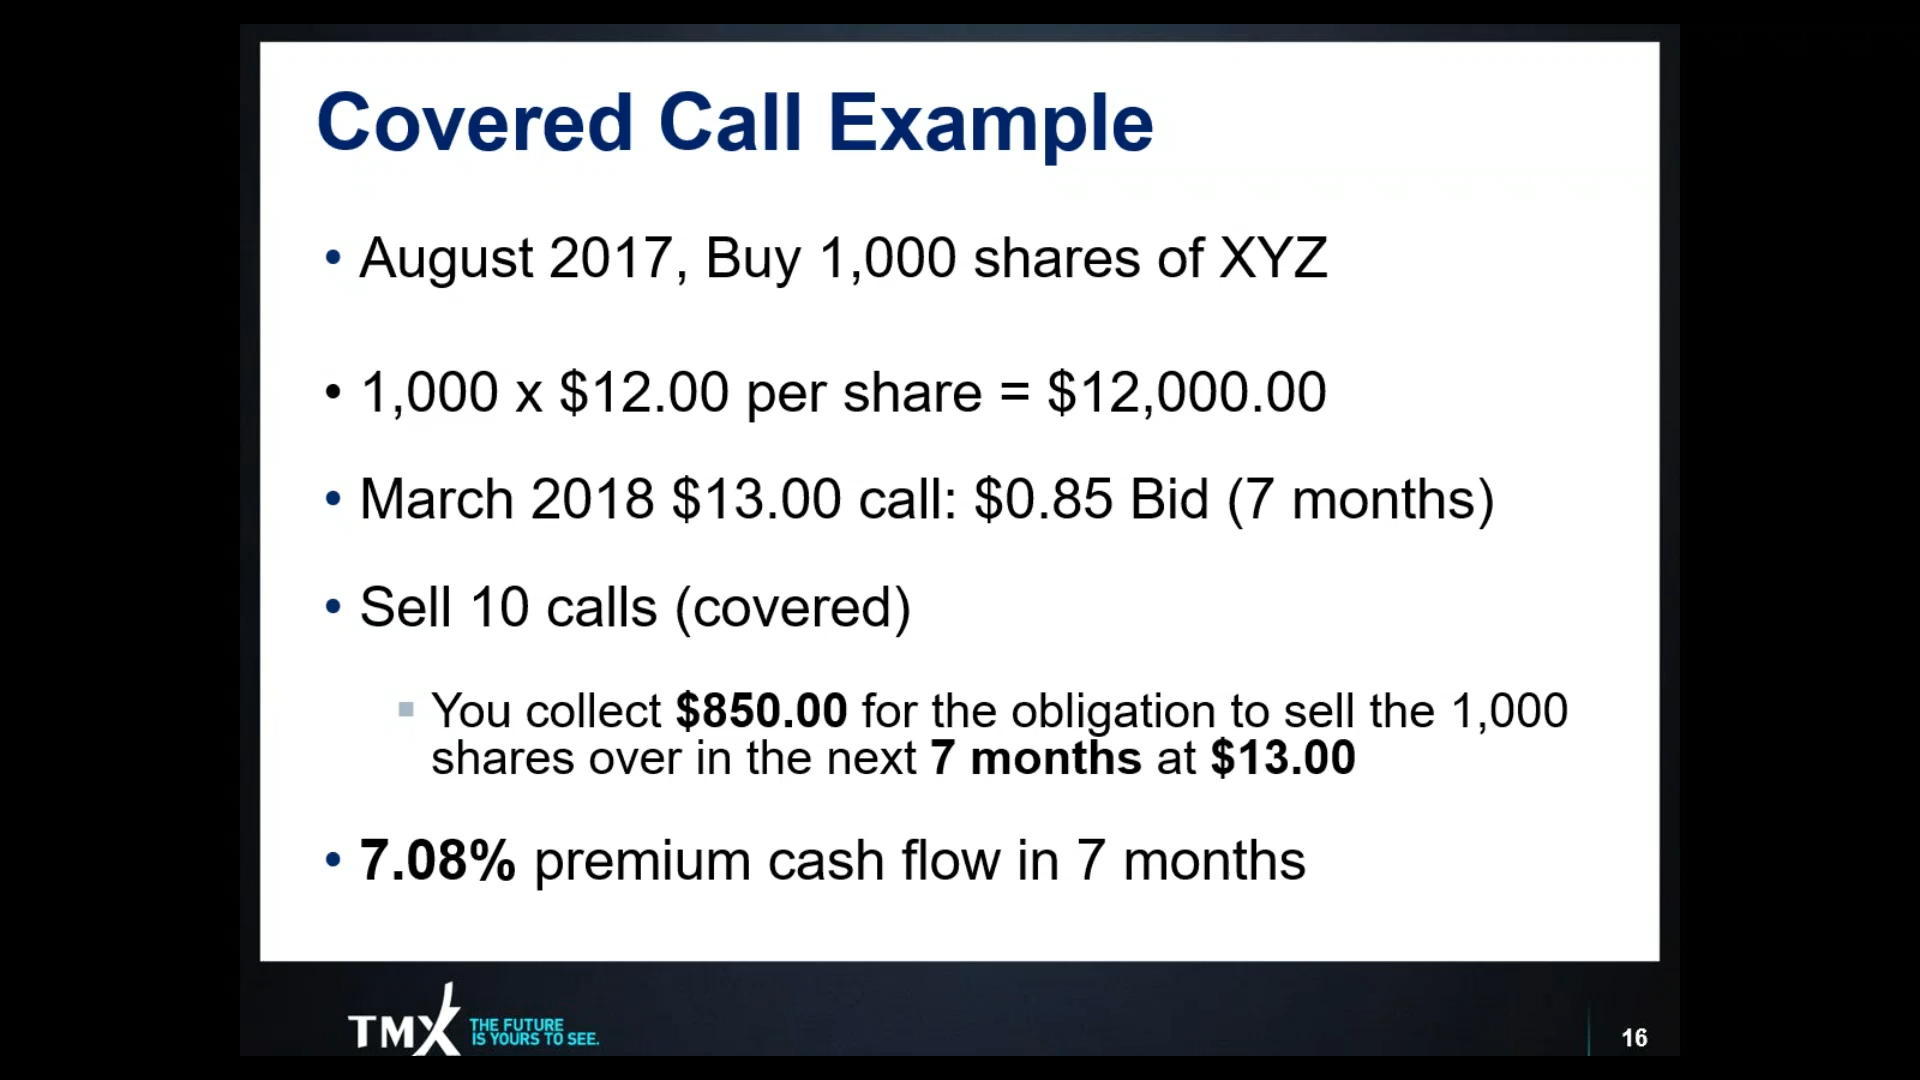 Covered Call Example
• August 2017, Buy 1,000 shares of XYZ
• 1,000 x $12.00 per share = $12,000.00
• March 2018 $13.00 call: $0.85 Bid (7 months)
• Sell 10 calls (covered)
▪ You collect $850.00 for the obligation to sell the 1,000
shares over in the next 7 months at $13.00
• 7.08% premium cash flow in 7 months
TMX THE FUTURE
IS YOURS TO SEE.
16